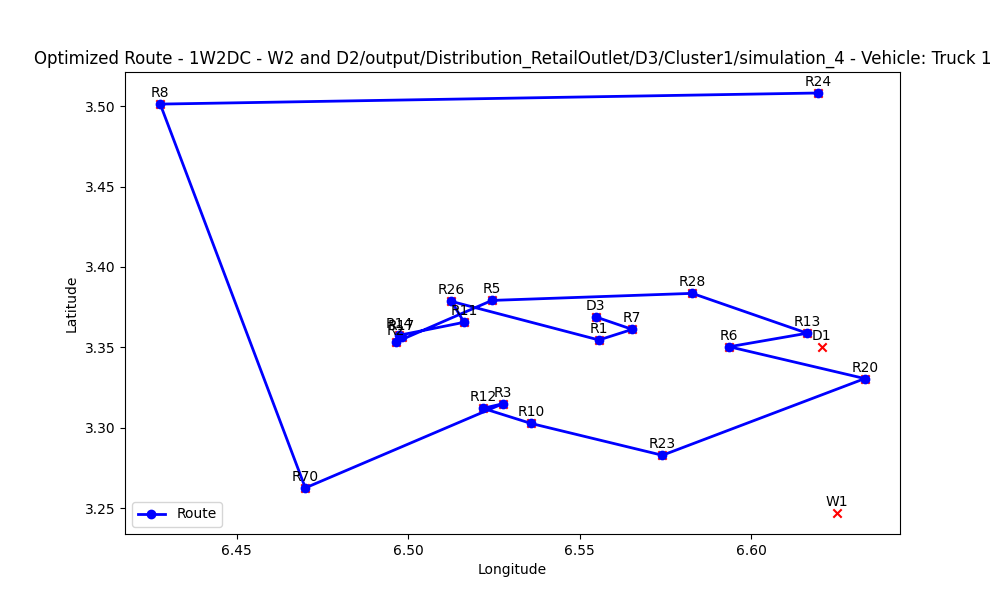 Optimized Route - 1W2DC - W2 and D2/output/Distribution_RetailOutlet/D3/Cluster1/simulation_4 - Vehicle: Truck 1
R8
R24
3.50
3.45
3.40
3.35
3.30
3.25
Latitude
R26
R5
R28
D3
R11
R7
R1
R13
R14
R17
R6
D1
R20
R12
R3
R10
R23
R70
W1
Route
6.45
6.50
6.55
6.60
Longitude